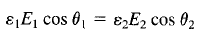 ε₁E₁ cos θ₁ = ε₂E₂ cos θ₂